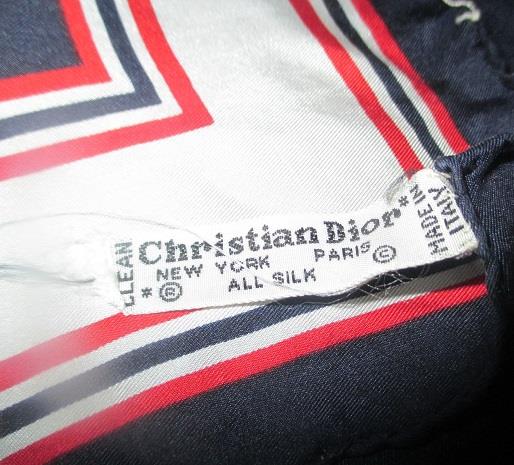 CLEAN
Christian Dior*
NEW YORK PARIS ©
* ® ALL SILK
MADE IN
ITALY